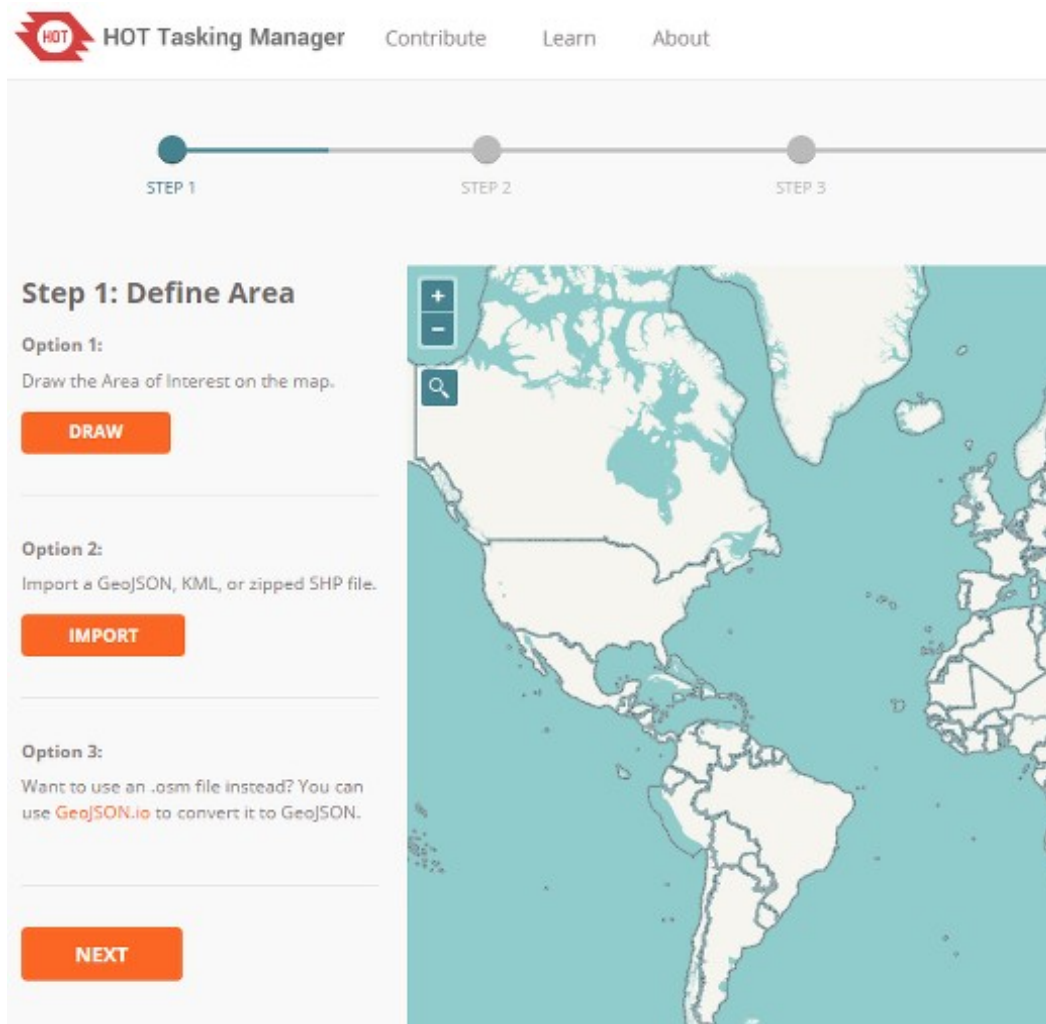 HOT HOT Tasking Manager Contribute Learn About
STEP 1 STEP 2 STEP 3
Step 1: Define Area
Option 1:
Draw the Area of Interest on the map.
DRAW
Option 2:
Import a GeoJSON, KML, or zipped SHP file.
IMPORT
Option 3:
Want to use an .osm file instead? You can
use GeoJSON.io to convert it to GeoJSON.
NEXT
+
−